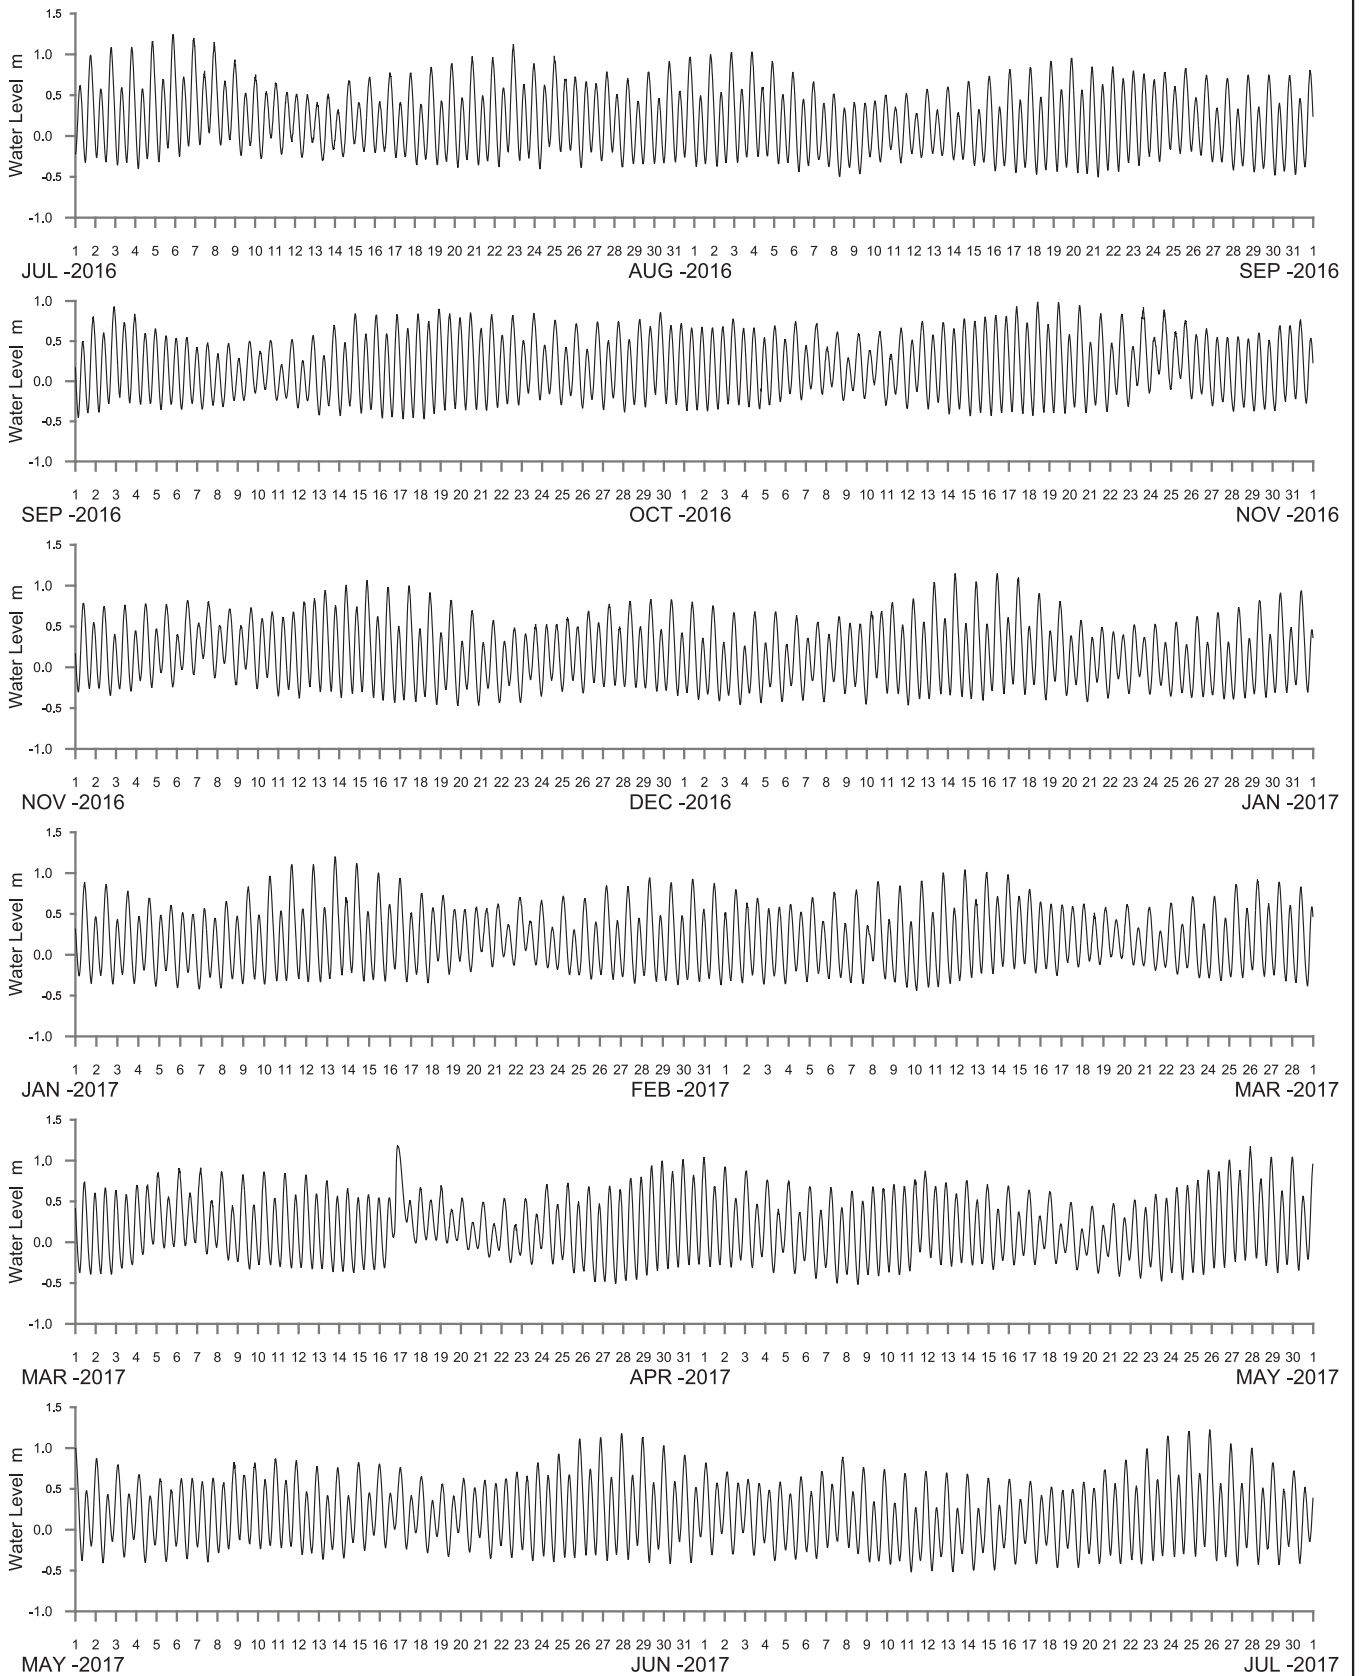 1.5
1.0
0.5
0.0
-0.5
-1.0
Water Level m
1 2 3 4 5 6 7 8 9 10 11 12 13 14 15 16 17 18 19 20 21 22 23 24 25 26 27 28 29 30 31 1 2 3 4 5 6 7 8 9 10 11 12 13 14 15 16 17 18 19 20 21 22 23 24 25 26 27 28 29 30 31 1
JUL -2016 AUG -2016 SEP -2016
1.0
0.5
0.0
-0.5
-1.0
Water Level m
1 2 3 4 5 6 7 8 9 10 11 12 13 14 15 16 17 18 19 20 21 22 23 24 25 26 27 28 29 30 1 2 3 4 5 6 7 8 9 10 11 12 13 14 15 16 17 18 19 20 21 22 23 24 25 26 27 28 29 30 31 1
SEP -2016 OCT -2016 NOV -2016
1.5
1.0
0.5
0.0
-0.5
-1.0
Water Level m
1 2 3 4 5 6 7 8 9 10 11 12 13 14 15 16 17 18 19 20 21 22 23 24 25 26 27 28 29 30 1 2 3 4 5 6 7 8 9 10 11 12 13 14 15 16 17 18 19 20 21 22 23 24 25 26 27 28 29 30 31 1
NOV -2016 DEC -2016 JAN -2017
1.5
1.0
0.5
0.0
-0.5
-1.0
Water Level m
1 2 3 4 5 6 7 8 9 10 11 12 13 14 15 16 17 18 19 20 21 22 23 24 25 26 27 28 29 30 31 1 2 3 4 5 6 7 8 9 10 11 12 13 14 15 16 17 18 19 20 21 22 23 24 25 26 27 28 1
JAN -2017 FEB -2017 MAR -2017
1.5
1.0
0.5
0.0
-0.5
-1.0
Water Level m
1 2 3 4 5 6 7 8 9 10 11 12 13 14 15 16 17 18 19 20 21 22 23 24 25 26 27 28 29 30 31 1 2 3 4 5 6 7 8 9 10 11 12 13 14 15 16 17 18 19 20 21 22 23 24 25 26 27 28 29 30 1
MAR -2017 APR -2017 MAY -2017
1.5
1.0
0.5
0.0
-0.5
-1.0
Water Level m
1 2 3 4 5 6 7 8 9 10 11 12 13 14 15 16 17 18 19 20 21 22 23 24 25 26 27 28 29 30 31 1 2 3 4 5 6 7 8 9 10 11 12 13 14 15 16 17 18 19 20 21 22 23 24 25 26 27 28 29 30 1
MAY -2017 JUN -2017 JUL -2017